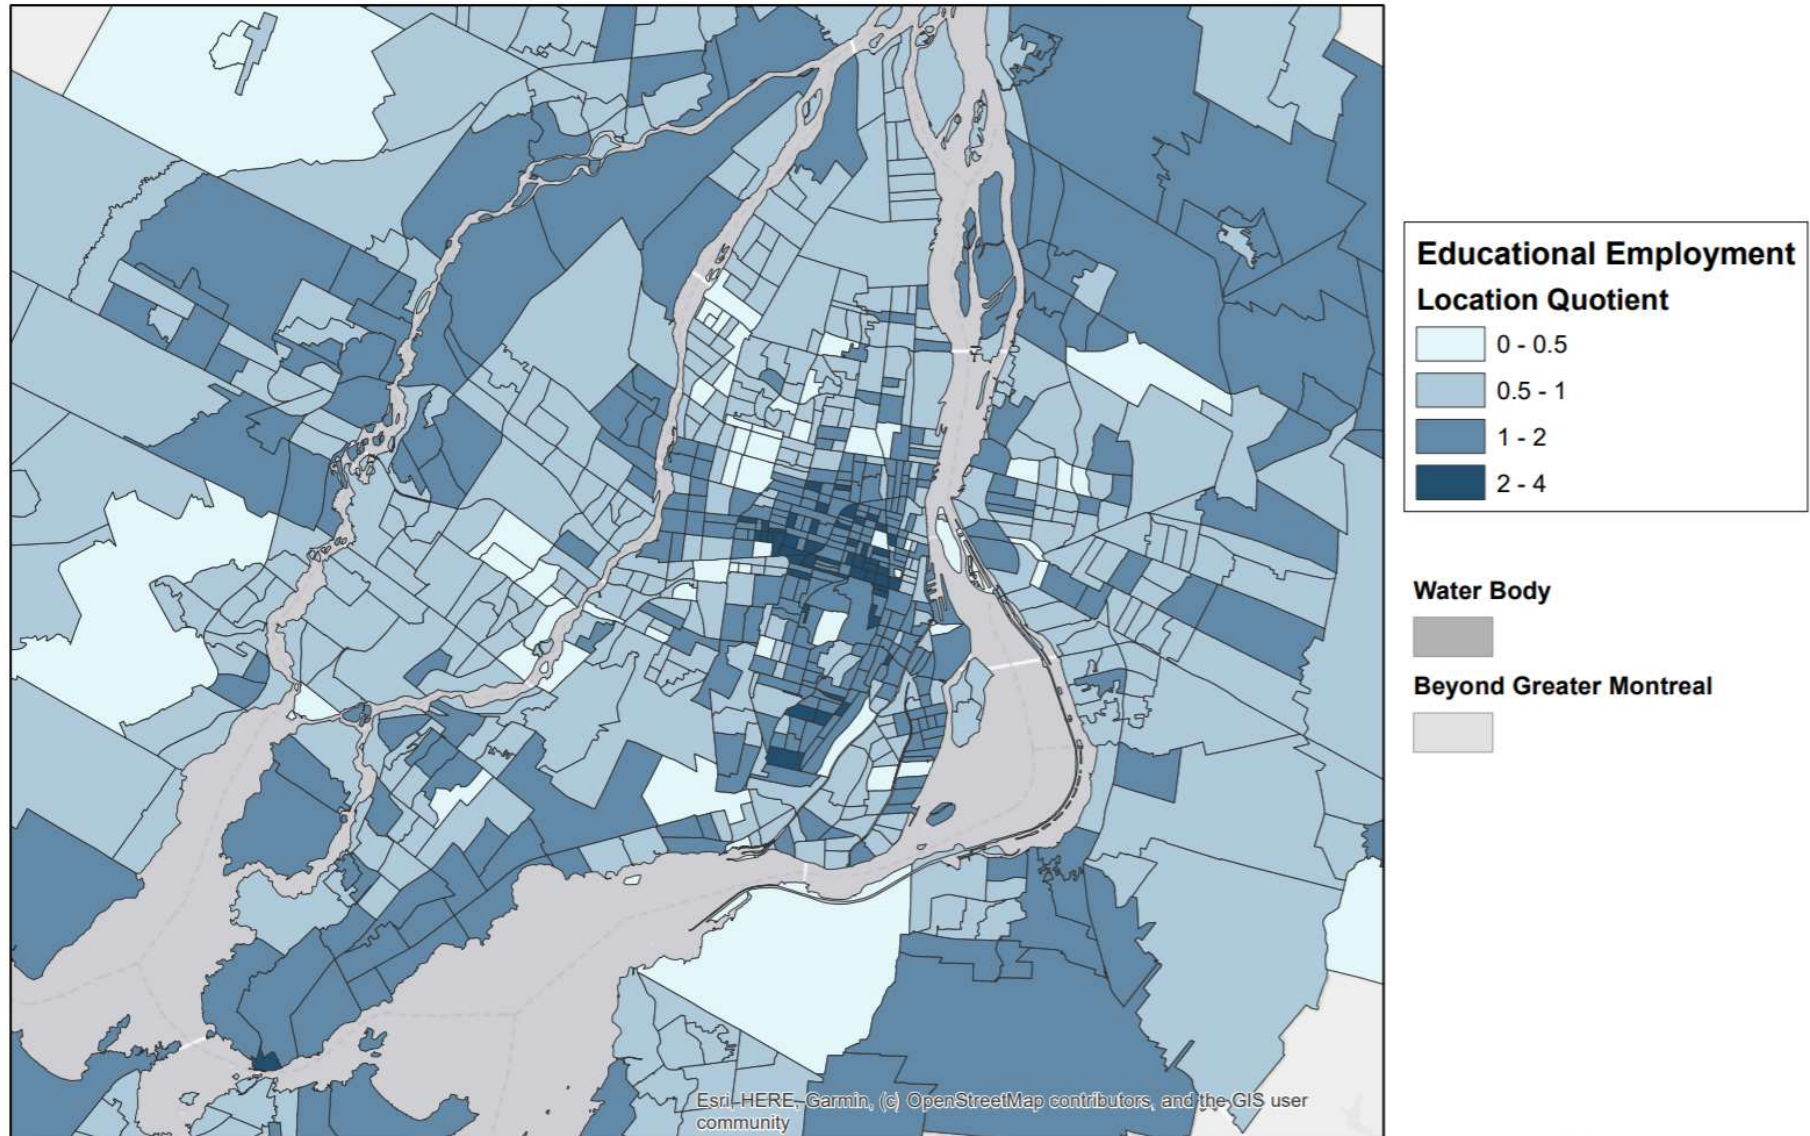 Educational Employment
Location Quotient
0 - 0.5
0.5 - 1
1 - 2
2 - 4
Water Body
Beyond Greater Montreal
Esri, HERE, Garmin, (c) OpenStreetMap contributors, and the GIS user
community